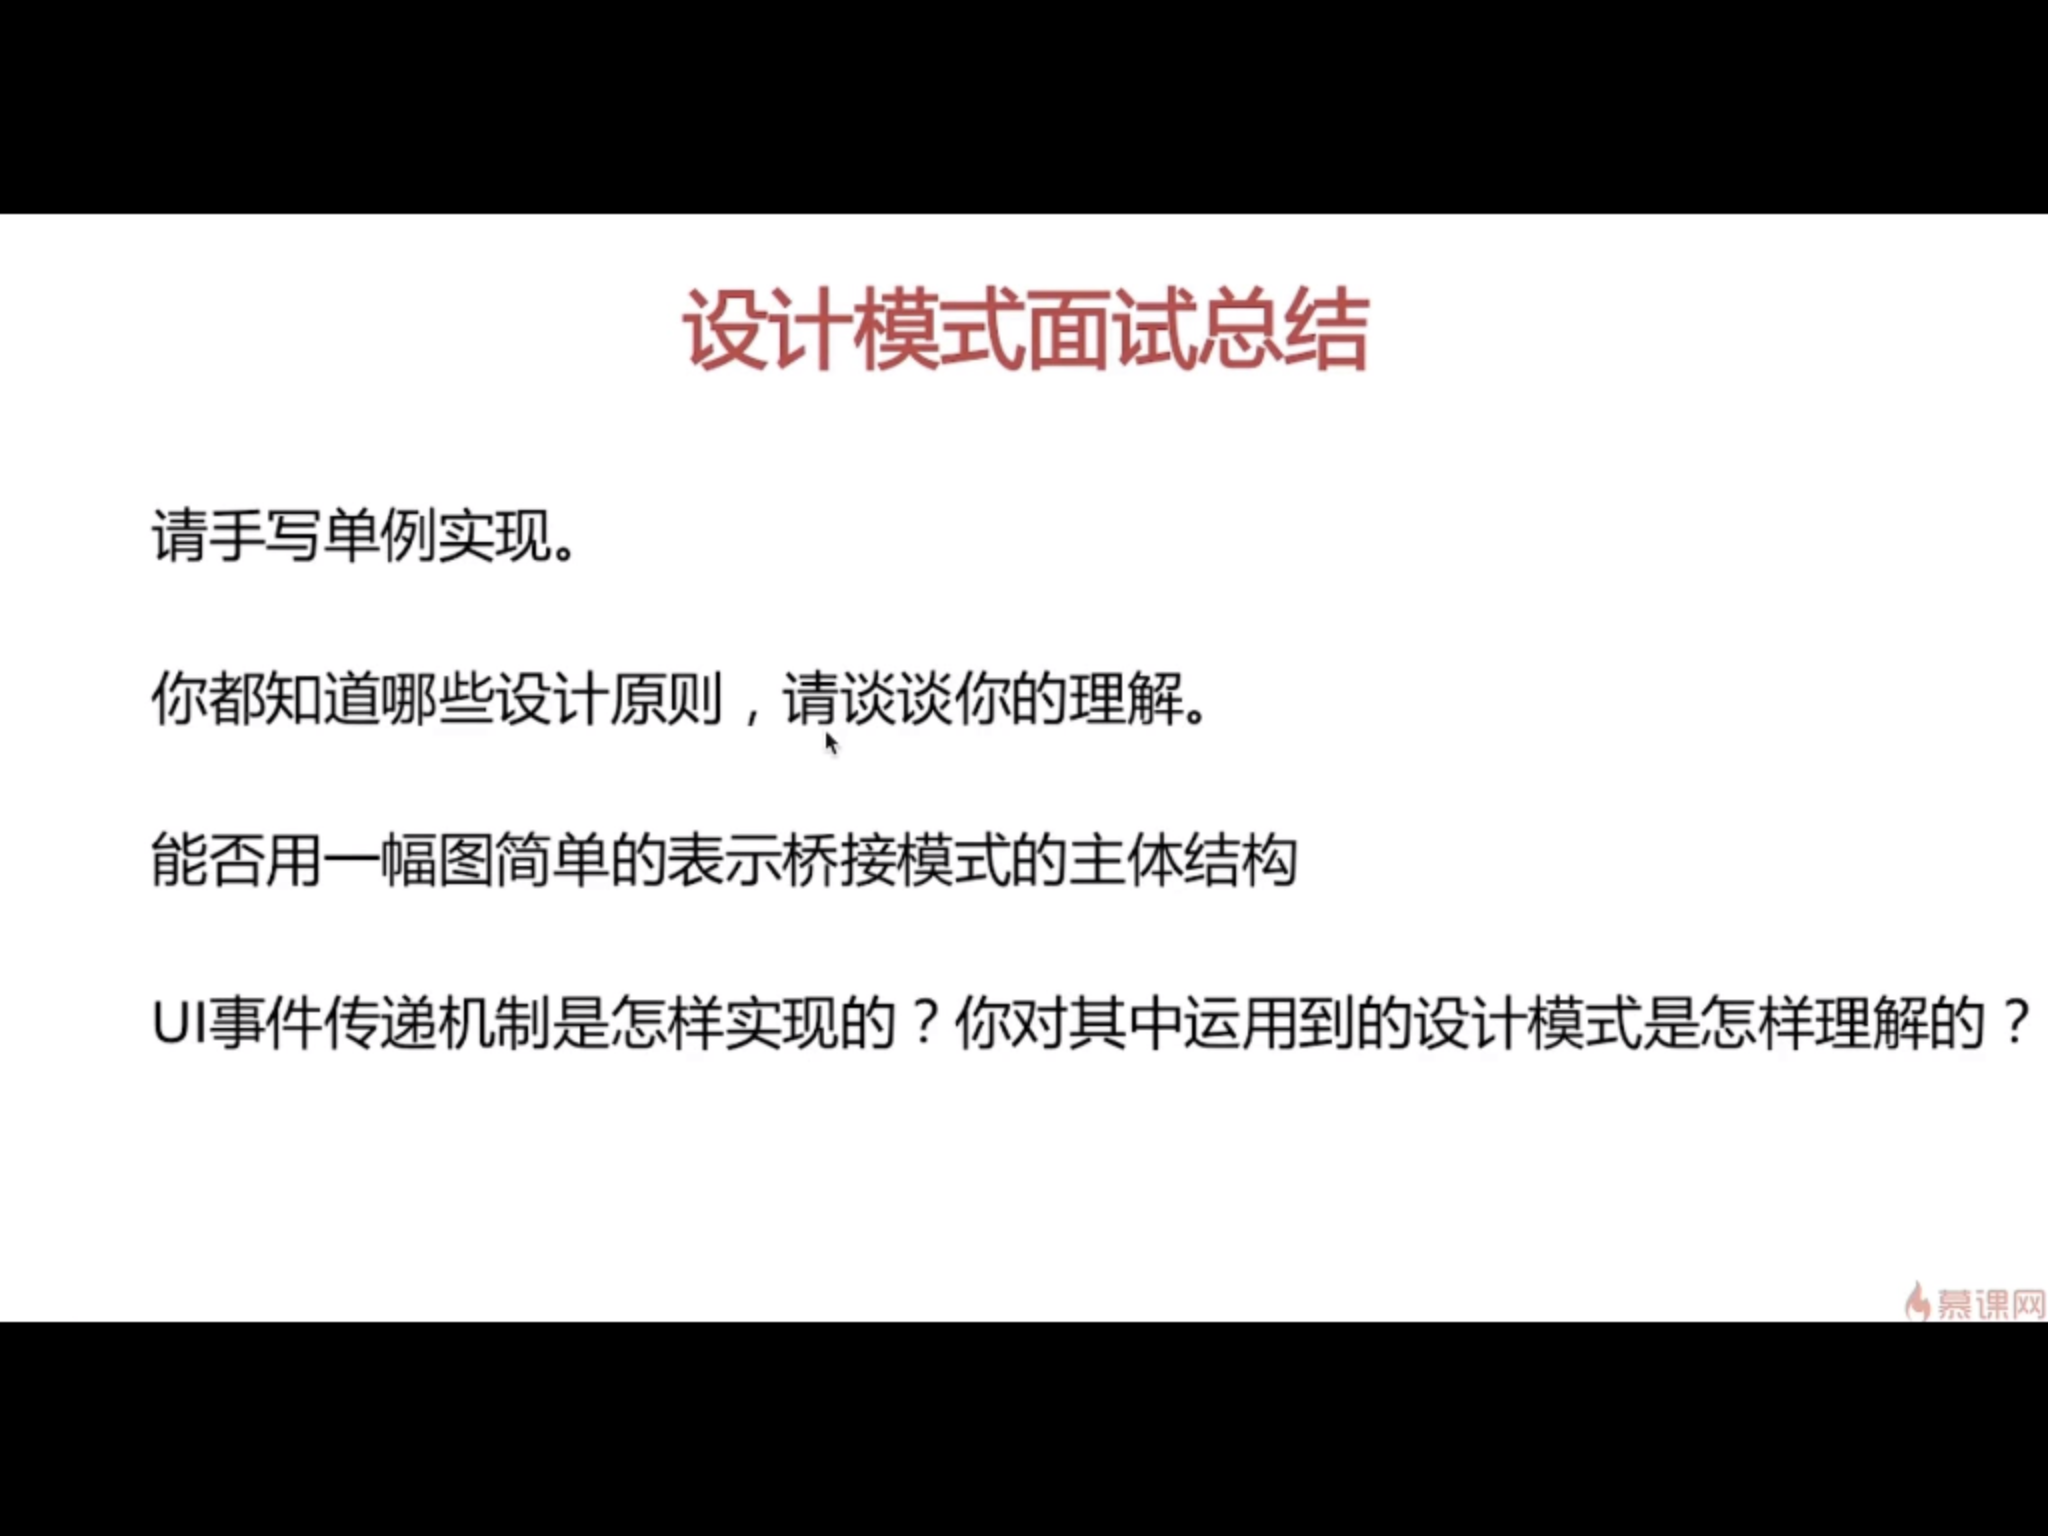 设计模式面试总结
请手写单例实现。
你都知道哪些设计原则，请谈谈你的理解。
能否用一幅图简单的表示桥接模式的主体结构
UI事件传递机制是怎样实现的？你对其中运用到的设计模式是怎样理解的？
慕课网